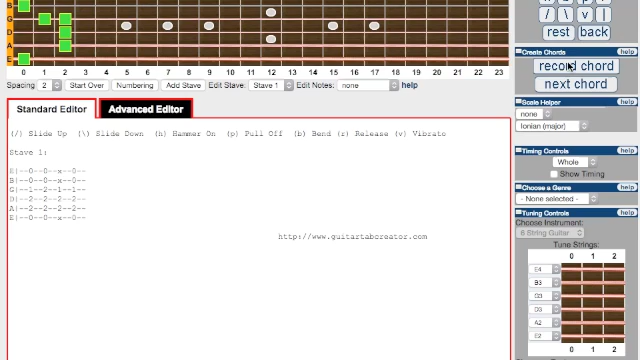 B
G
D
A
E
0 1 2 3 4 5 6 7 8 9 10 11 12 13 14 15 16 17 18 19 20 21 22 23
/ \ v |
rest back
Create Chords help
record chord
next chord
Spacing 2 Start Over Numbering Add Stave Edit Stave: Stave 1 Edit Notes: none help
Scale Helper help
none
Ionian (major)
Standard Editor Advanced Editor
(/) Slide Up (\) Slide Down (h) Hammer On (p) Pull Off (b) Bend (r) Release (v) Vibrato
Stave 1:
E|--0--0--x--0--
B|--0--0--x--0--
G|--1--2--1--1--
D|--2--2--2--2--
A|--2--2--2--2--
E|--0--0--x--0--
http://www.guitartabcreator.com
Timing Controls help
Whole
Show Timing
Choose a Genre help
- None selected -
Tuning Controls help
Choose Instrument:
6 String Guitar
Tune Strings:
0 1 2
E4
B3
G3
D3
A2
E2
0 1 2